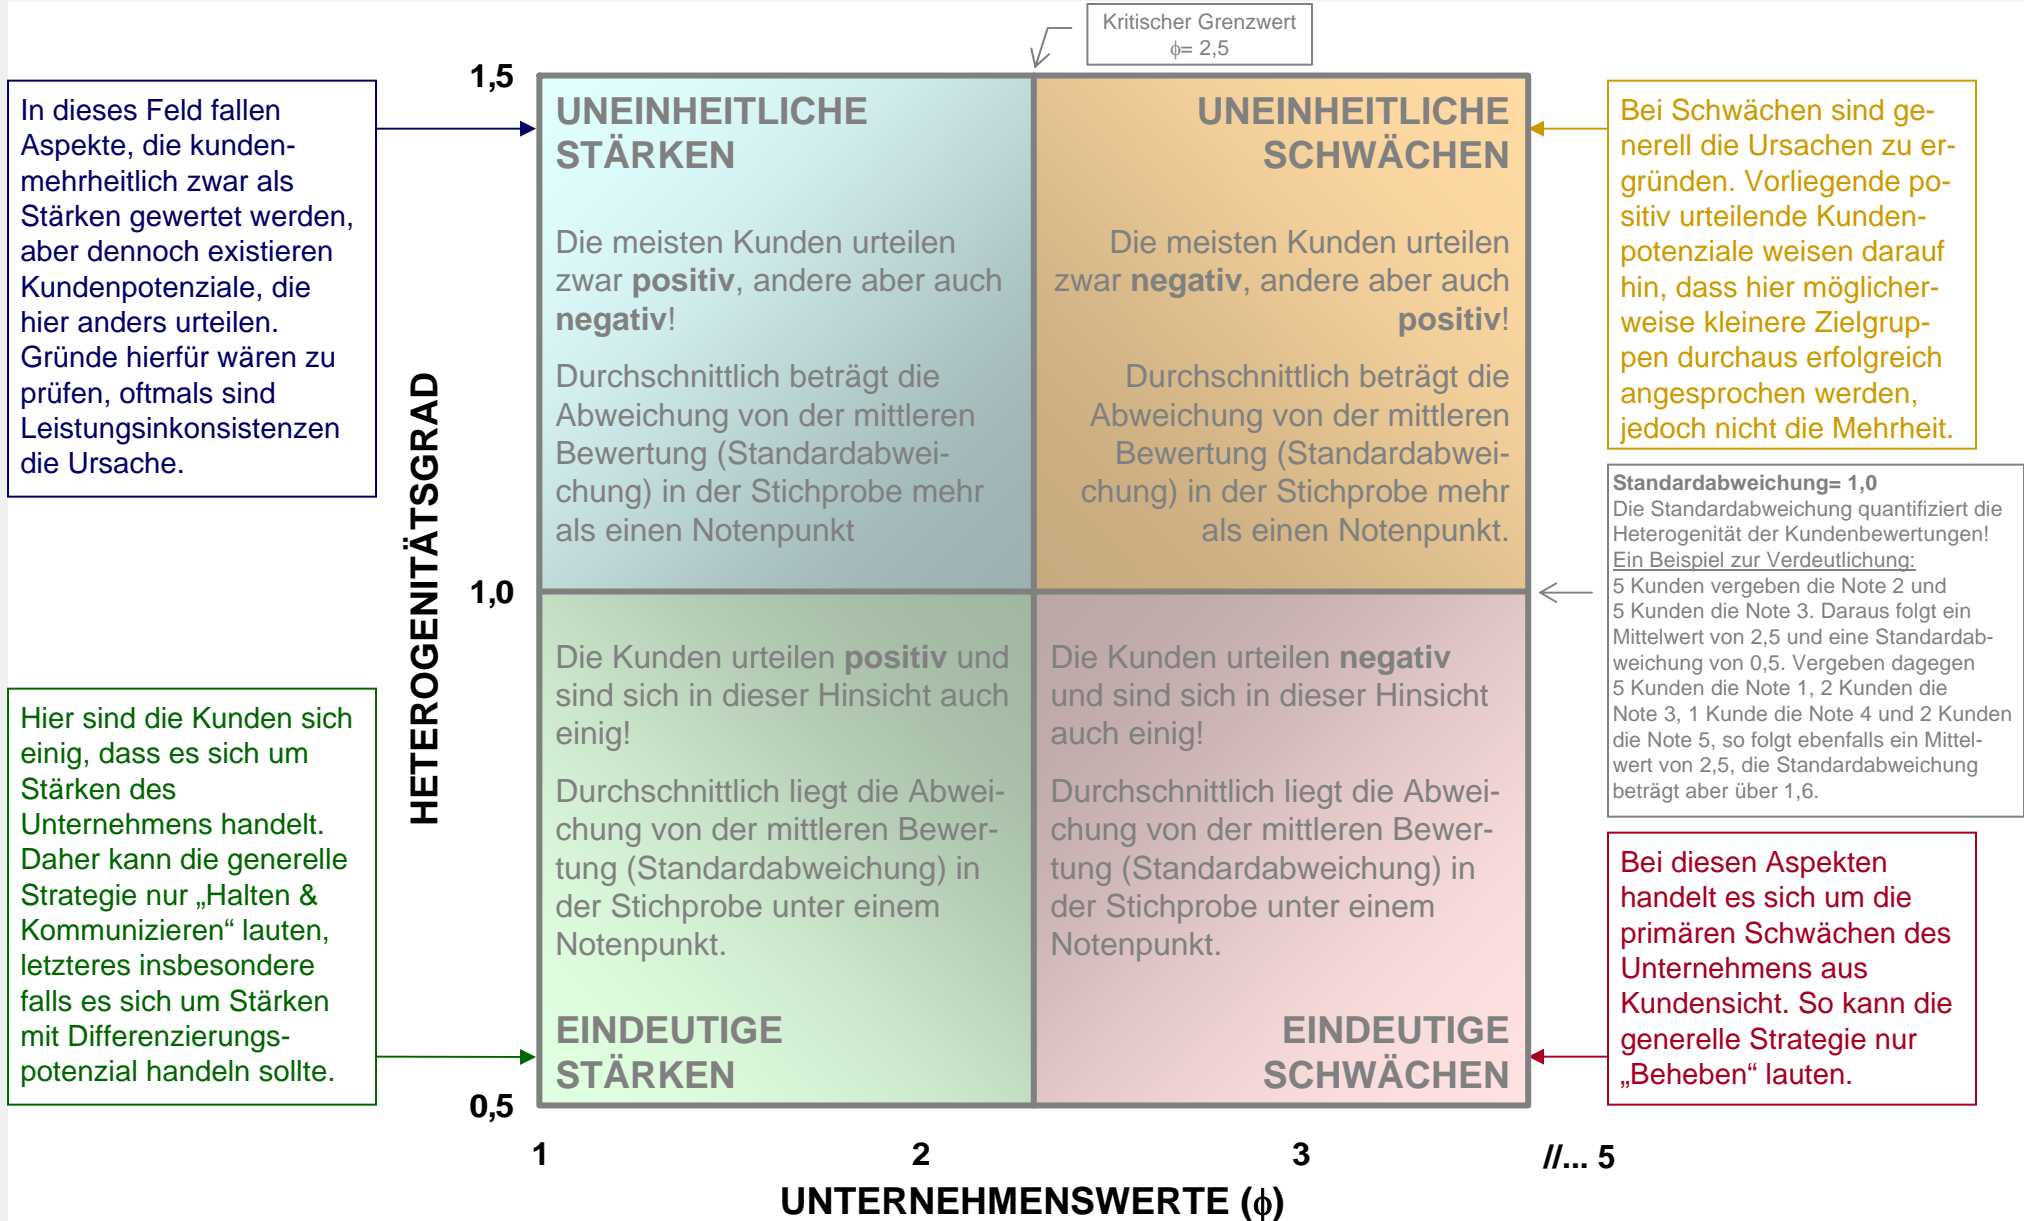 Kritischer Grenzwert
ϕ= 2,5
1,5
In dieses Feld fallen
Aspekte, die kunden-
mehrheitlich zwar als
Stärken gewertet werden,
aber dennoch existieren
Kundenpotenziale, die
hier anders urteilen.
Gründe hierfür wären zu
prüfen, oftmals sind
Leistungsinkonsistenzen
die Ursache.
UNEINHEITLICHE
STÄRKEN
Die meisten Kunden urteilen
zwar positiv, andere aber auch
negativ!
Durchschnittlich beträgt die
Abweichung von der mittleren
Bewertung (Standardabwei-
chung) in der Stichprobe mehr
als einen Notenpunkt
UNEINHEITLICHE
SCHWÄCHEN
Die meisten Kunden urteilen
zwar negativ, andere aber auch
positiv!
Durchschnittlich beträgt die
Abweichung von der mittleren
Bewertung (Standardabwei-
chung) in der Stichprobe mehr
als einen Notenpunkt.
Bei Schwächen sind ge-
nerell die Ursachen zu er-
gründen. Vorliegende po-
sitiv urteilende Kunden-
potenziale weisen darauf
hin, dass hier möglicher-
weise kleinere Zielgrup-
pen durchaus erfolgreich
angesprochen werden,
jedoch nicht die Mehrheit.
HETEROGENITÄTSGRAD
1,0
Standardabweichung= 1,0
Die Standardabweichung quantifiziert die
Heterogenität der Kundenbewertungen!
Ein Beispiel zur Verdeutlichung:
5 Kunden vergeben die Note 2 und
5 Kunden die Note 3. Daraus folgt ein
Mittelwert von 2,5 und eine Standardab-
weichung von 0,5. Vergeben dagegen
5 Kunden die Note 1, 2 Kunden die
Note 3, 1 Kunde die Note 4 und 2 Kunden
die Note 5, so folgt ebenfalls ein Mittel-
wert von 2,5, die Standardabweichung
beträgt aber über 1,6.
Hier sind die Kunden sich
einig, dass es sich um
Stärken des
Unternehmens handelt.
Daher kann die generelle
Strategie nur „Halten &
Kommunizieren“ lauten,
letzteres insbesondere
falls es sich um Stärken
mit Differenzierungs-
potenzial handeln sollte.
Die Kunden urteilen positiv und
sind sich in dieser Hinsicht auch
einig!
Durchschnittlich liegt die Abwei-
chung von der mittleren Bewer-
tung (Standardabweichung) in
der Stichprobe unter einem
Notenpunkt.
EINDEUTIGE
STÄRKEN
Die Kunden urteilen negativ
und sind sich in dieser Hinsicht
auch einig!
Durchschnittlich liegt die Abwei-
chung von der mittleren Bewer-
tung (Standardabweichung) in
der Stichprobe unter einem
Notenpunkt.
EINDEUTIGE
SCHWÄCHEN
Bei diesen Aspekten
handelt es sich um die
primären Schwächen des
Unternehmens aus
Kundensicht. So kann die
generelle Strategie nur
„Beheben“ lauten.
0,5
1 2 3 //... 5
UNTERNEHMENSWERTE (ϕ)